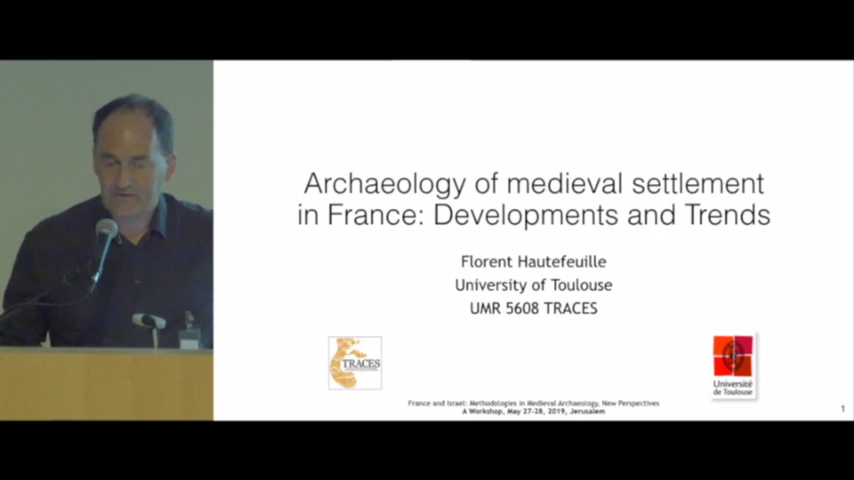 Archaeology of medieval settlement
in France: Developments and Trends
Florent Hautefeuille
University of Toulouse
UMR 5608 TRACES
TRACES
Université
de Toulouse
France and Israel: Methodologies in Medieval Archaeology, New Perspectives
A Workshop, May 27-28, 2019, Jerusalem
1